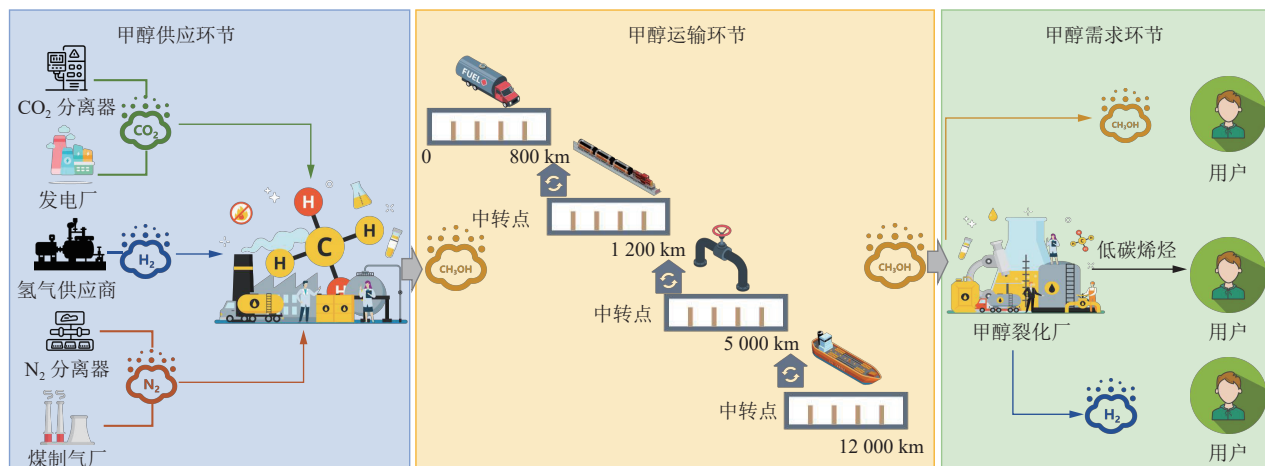 甲醇供应环节
CO₂ 分离器
CO₂
发电厂
H₂
氢气供应商
N₂ 分离器
N₂
煤制气厂
H
H
C
H
H
甲醇运输环节
CH₃OH
FUEL
0
800 km
中转点
1 200 km
中转点
5 000 km
中转点
12 000 km
CH₃OH
甲醇需求环节
CH₃OH
用户
低碳烯烃
甲醇裂化厂
用户
H₂
用户